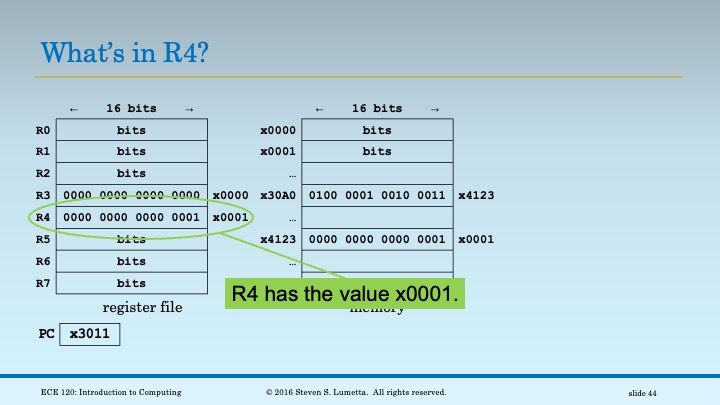 What's in R4?
← 16 bits → ← 16 bits →
R0 bits x0000 bits
R1 bits x0001 bits
R2 bits …
R3 0000 0000 0000 0000 x0000 x30A0 0100 0001 0010 0011 x4123
R4 0000 0000 0000 0001 x0001 …
R5 bits x4123 0000 0000 0000 0001 x0001
R6 bits …
R7 bits
R4 has the value x0001.
register file memory
PC x3011
ECE 120: Introduction to Computing © 2016 Steven S. Lumetta. All rights reserved. slide 44